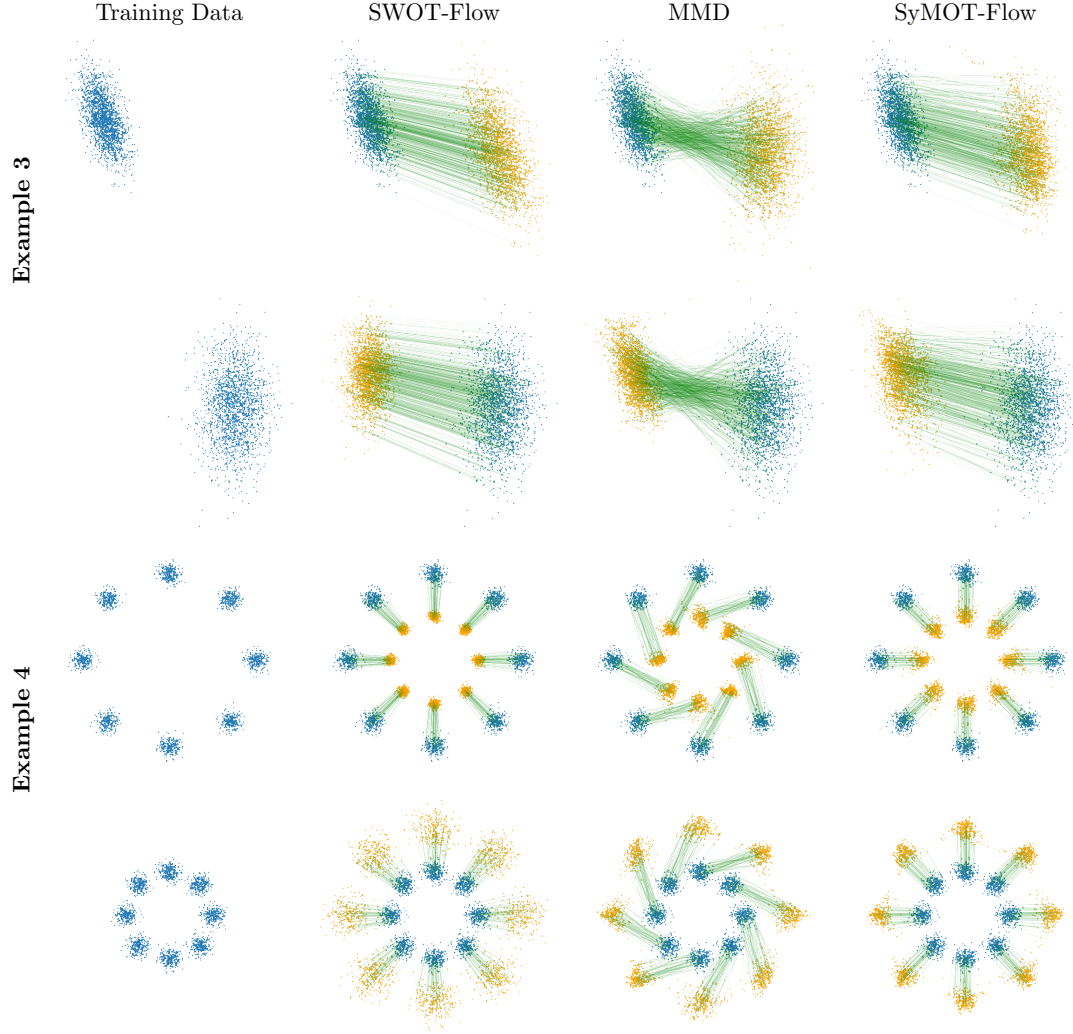 Training Data
SWOT-Flow
MMD
SyMOT-Flow
Example 3
Example 4